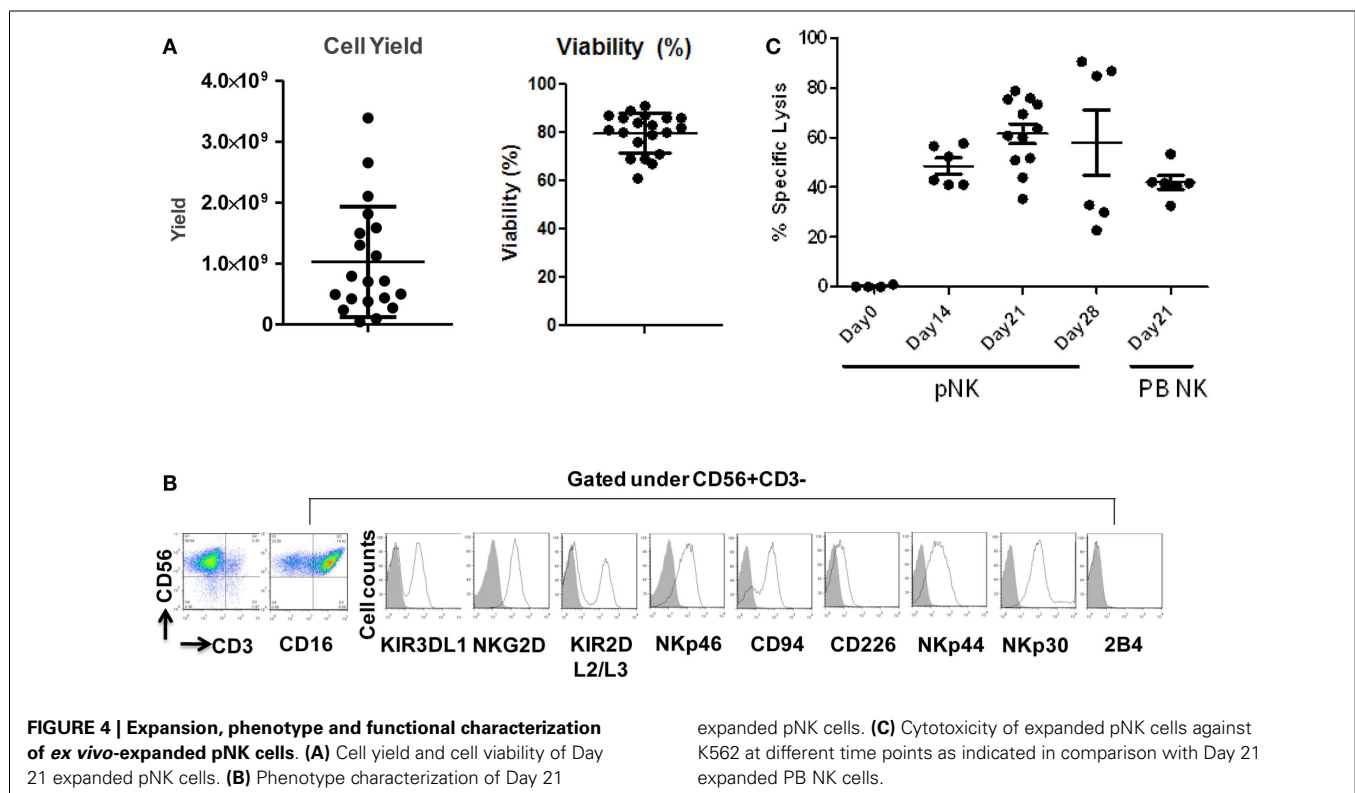 A
Cell Yield
Viability (%)
C
4.0×10⁹
3.0×10⁹
2.0×10⁹
1.0×10⁹
0
Yield
100
80
60
40
20
0
Viability (%)
100
80
60
40
20
0
% Specific Lysis
Day0
Day14
Day21
Day28
Day21
pNK
PB NK
B
Gated under CD56+CD3-
CD56
Cell counts
CD3
CD16
KIR3DL1
NKG2D
KIR2D
L2/L3
NKp46
CD94
CD226
NKp44
NKp30
2B4
FIGURE 4 | Expansion, phenotype and functional characterization
of ex vivo-expanded pNK cells. (A) Cell yield and cell viability of Day
21 expanded pNK cells. (B) Phenotype characterization of Day 21
expanded pNK cells. (C) Cytotoxicity of expanded pNK cells against
K562 at different time points as indicated in comparison with Day 21
expanded PB NK cells.